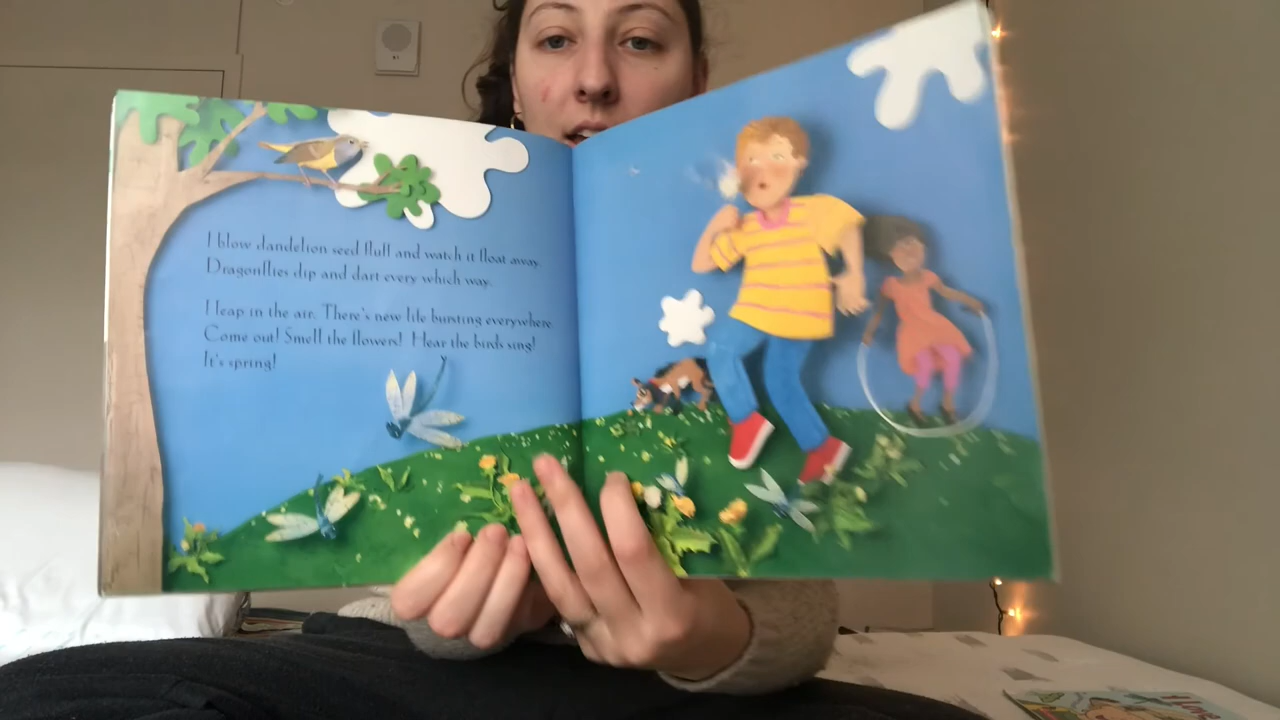 I blow dandelion seed fluff and watch it float away.
Dragonflies dip and dart every which way.
I leap in the air. There's new life bursting everywhere.
Come out! Smell the flowers! Hear the birds sing!
It's spring!